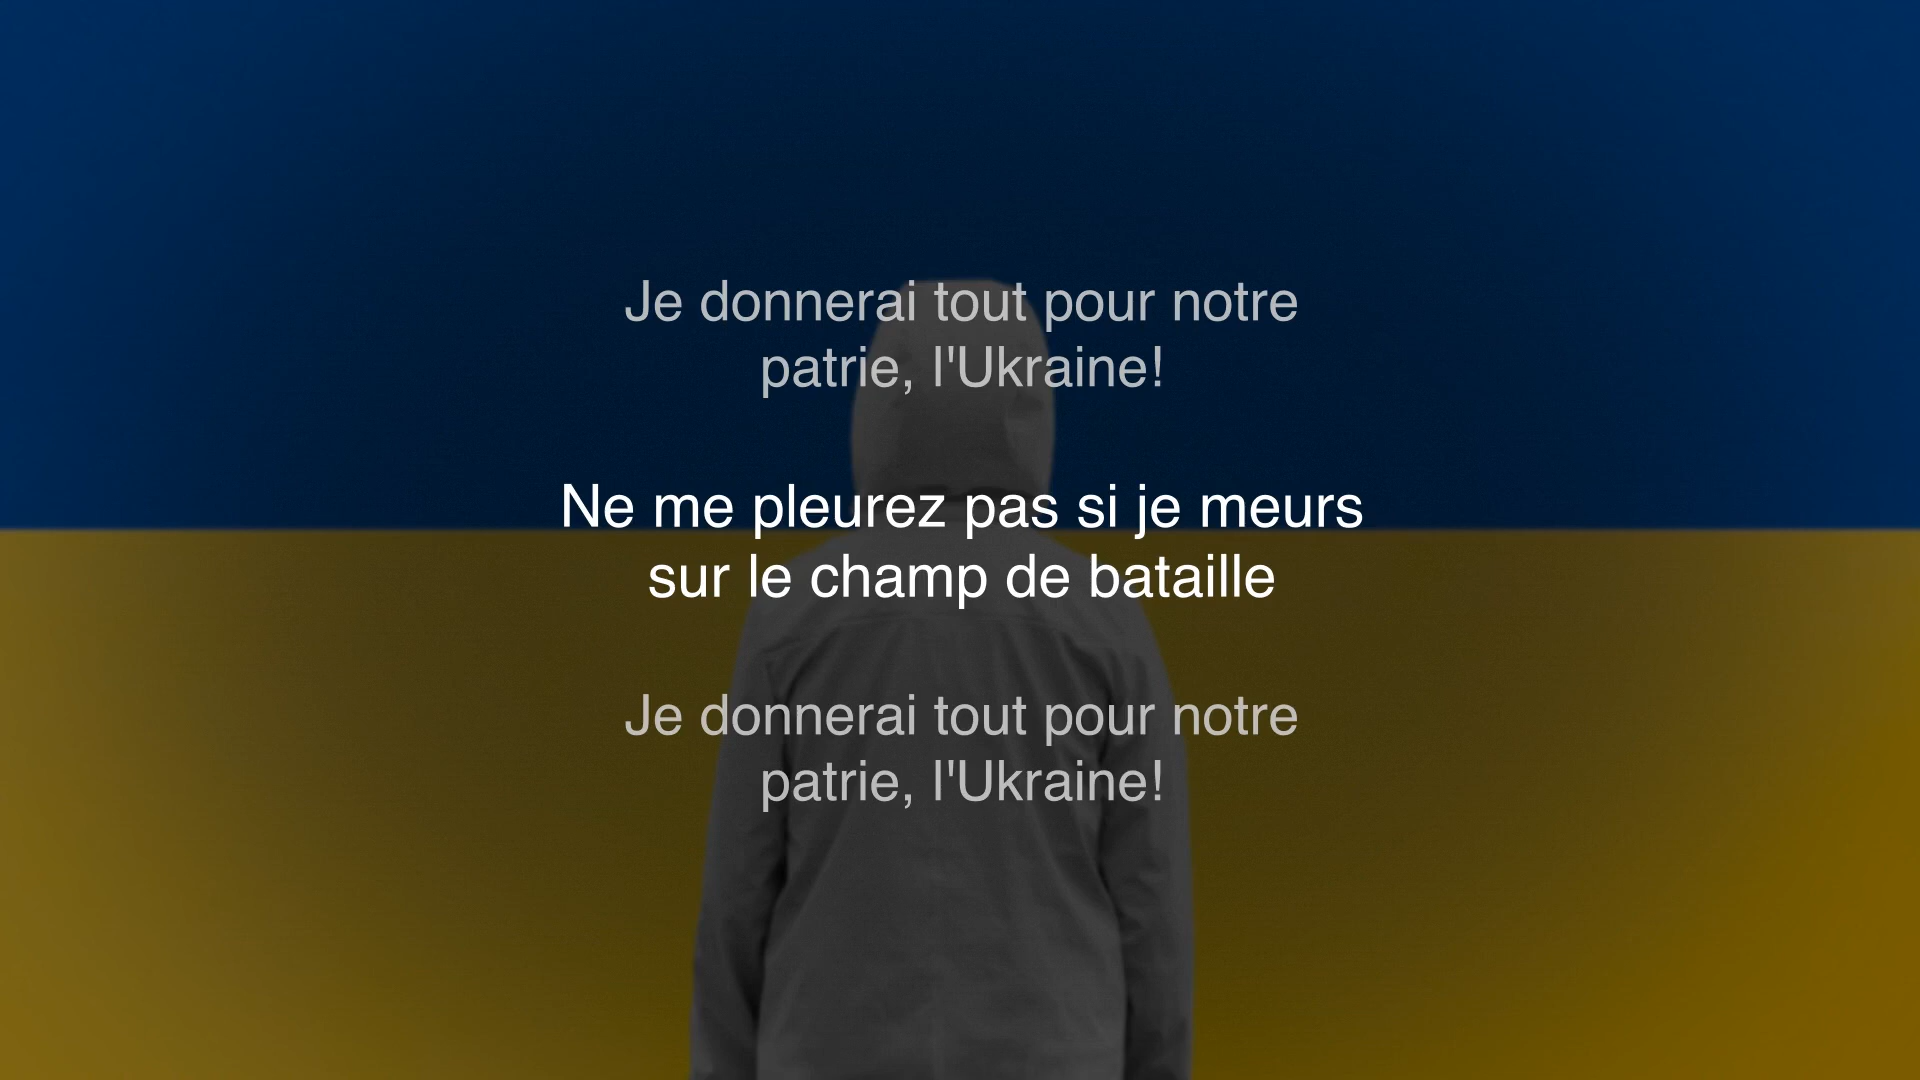 Je donnerai tout pour notre
patrie, l'Ukraine!
Ne me pleurez pas si je meurs
sur le champ de bataille
Je donnerai tout pour notre
patrie, l'Ukraine!